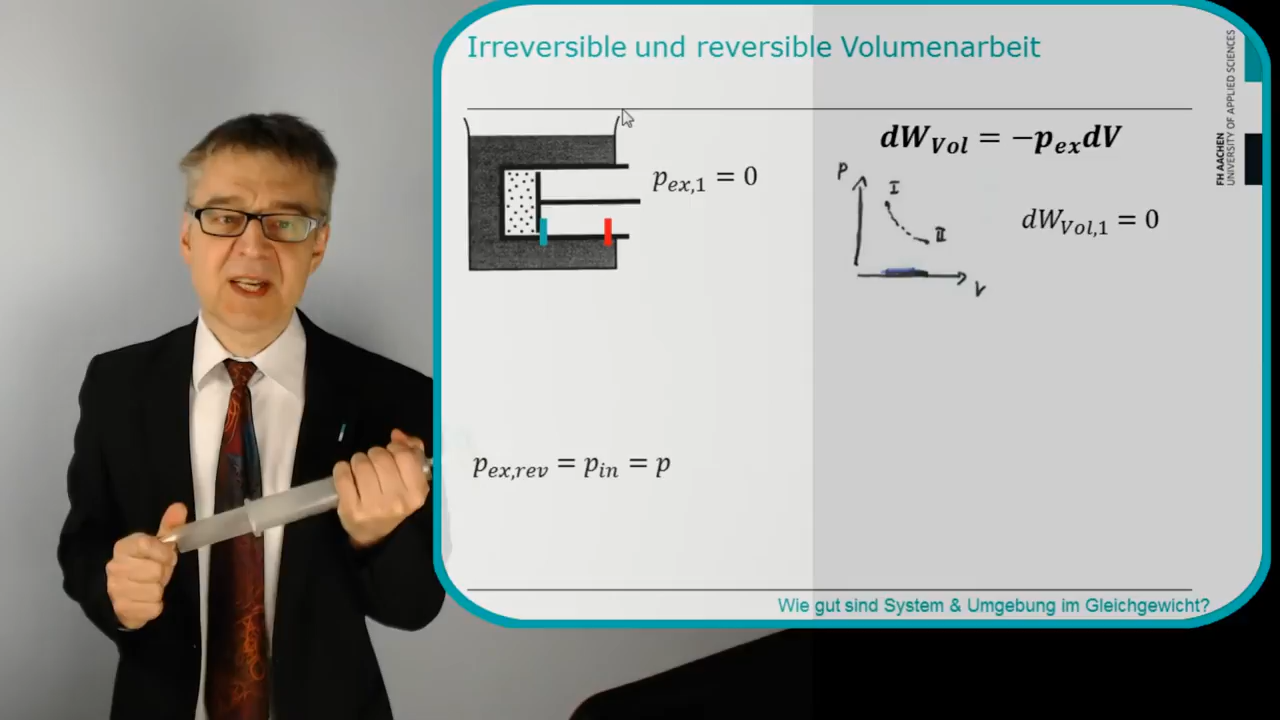 Irreversible und reversible Volumenarbeit
FH AACHEN
UNIVERSITY OF APPLIED SCIENCES
dW_Vol = −p_ex dV
p_ex,1 = 0
P
I
II
V
dW_Vol,1 = 0
p_ex,rev = p_in = p
Wie gut sind System & Umgebung im Gleichgewicht?